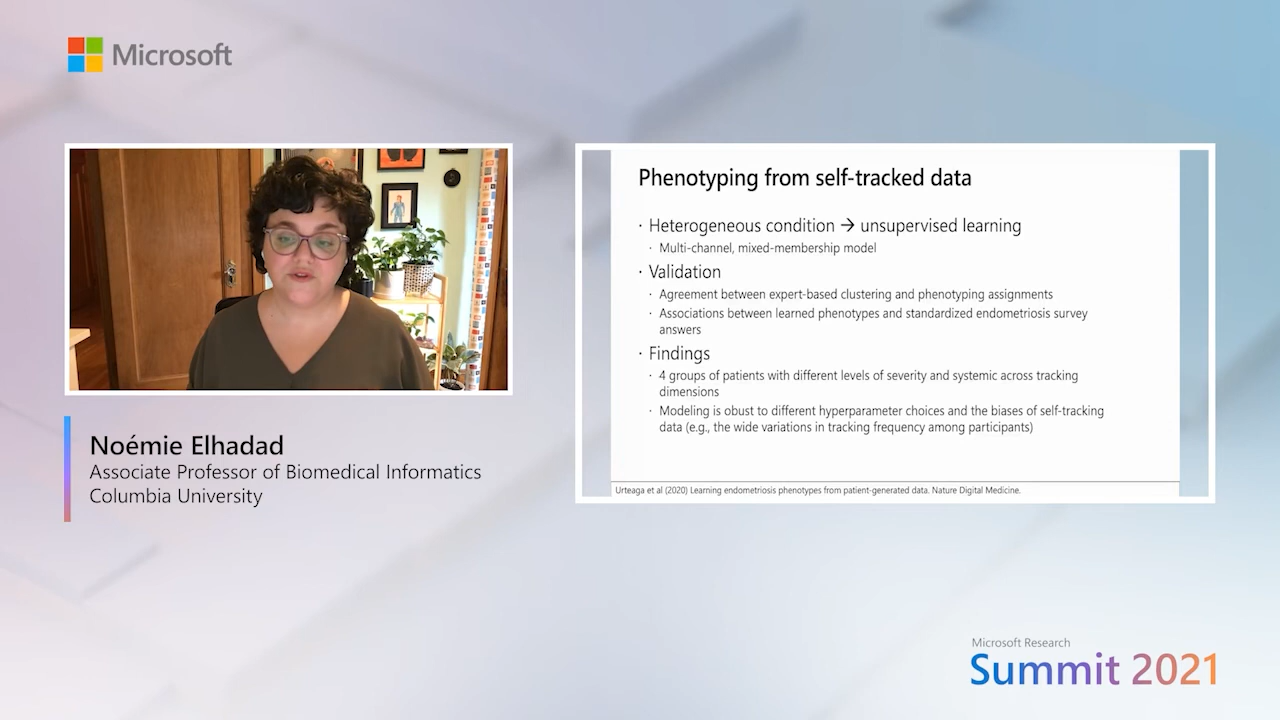 Microsoft
Phenotyping from self-tracked data
· Heterogeneous condition → unsupervised learning
· Multi-channel, mixed-membership model
· Validation
· Agreement between expert-based clustering and phenotyping assignments
· Associations between learned phenotypes and standardized endometriosis survey
answers
· Findings
· 4 groups of patients with different levels of severity and systemic across tracking
dimensions
· Modeling is obust to different hyperparameter choices and the biases of self-tracking
data (e.g., the wide variations in tracking frequency among participants)
Urteaga et al (2020) Learning endometriosis phenotypes from patient-generated data. Nature Digital Medicine.
Noémie Elhadad
Associate Professor of Biomedical Informatics
Columbia University
Microsoft Research
Summit 2021